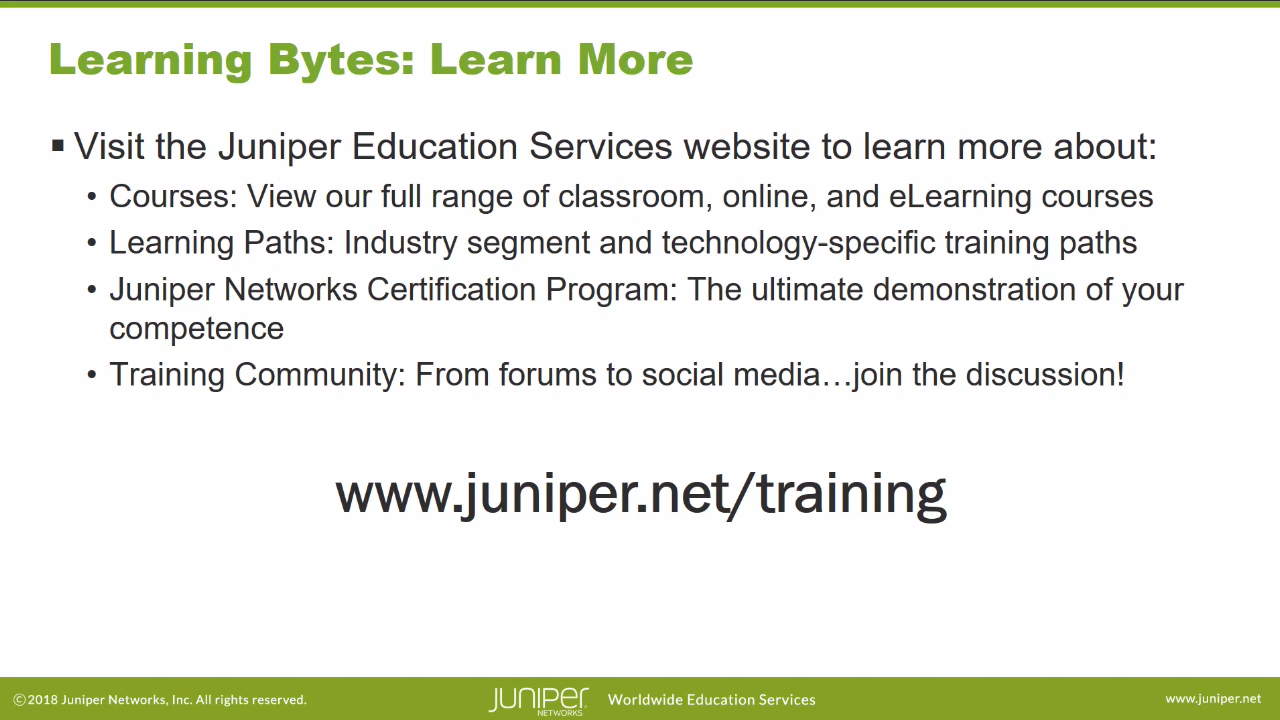 Learning Bytes: Learn More
▪ Visit the Juniper Education Services website to learn more about:
• Courses: View our full range of classroom, online, and eLearning courses
• Learning Paths: Industry segment and technology-specific training paths
• Juniper Networks Certification Program: The ultimate demonstration of your
competence
• Training Community: From forums to social media…join the discussion!
www.juniper.net/training
©2018 Juniper Networks, Inc. All rights reserved.
JUNIPER
NETWORKS
Worldwide Education Services
www.juniper.net